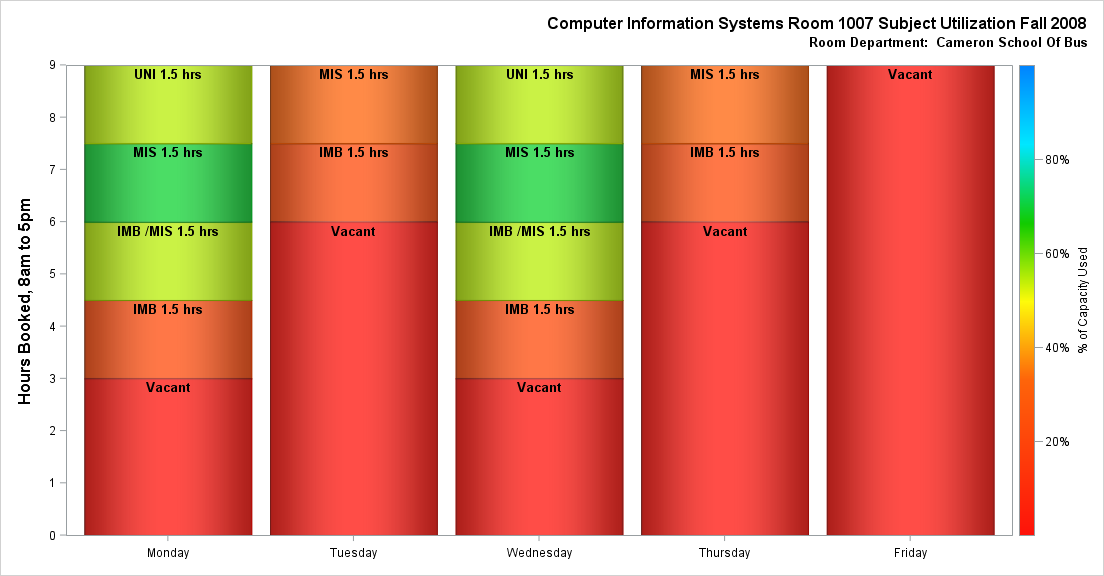 Computer Information Systems Room 1007 Subject Utilization Fall 2008
Room Department:  Cameron School Of Bus
Hours Booked, 8am to 5pm
9
8
7
6
5
4
3
2
1
0
UNI 1.5 hrs
MIS 1.5 hrs
IMB /MIS 1.5 hrs
IMB 1.5 hrs
Vacant
MIS 1.5 hrs
IMB 1.5 hrs
Vacant
UNI 1.5 hrs
MIS 1.5 hrs
IMB /MIS 1.5 hrs
IMB 1.5 hrs
Vacant
MIS 1.5 hrs
IMB 1.5 hrs
Vacant
Vacant
Monday
Tuesday
Wednesday
Thursday
Friday
80%
60%
40%
20%
% of Capacity Used